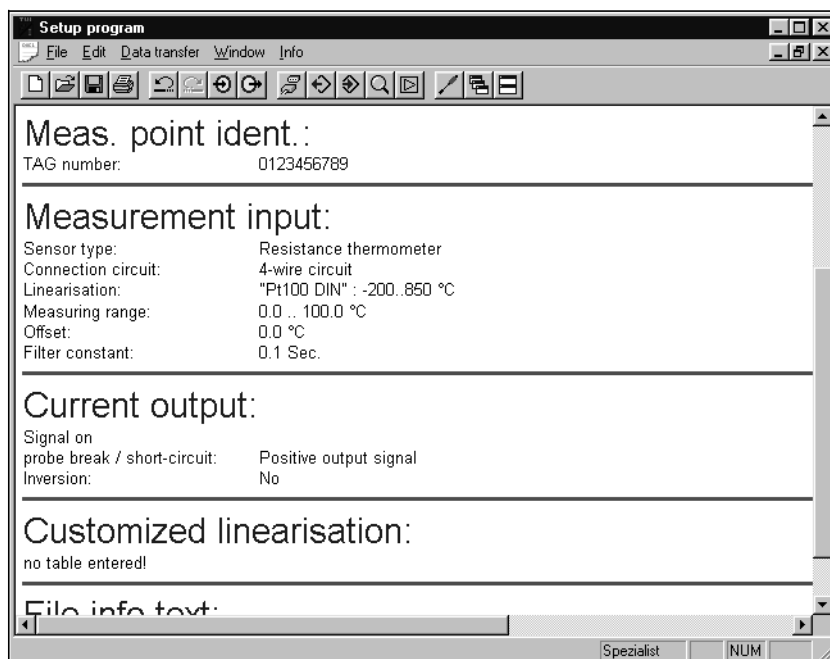 Setup program
File Edit Data transfer Window Info
Meas. point ident.:
TAG number: 0123456789
Measurement input:
Sensor type: Resistance thermometer
Connection circuit: 4-wire circuit
Linearisation: "Pt100 DIN" : -200..850 °C
Measuring range: 0.0 .. 100.0 °C
Offset: 0.0 °C
Filter constant: 0.1 Sec.
Current output:
Signal on
probe break / short-circuit: Positive output signal
Inversion: No
Customized linearisation:
no table entered!
File info text:
Spezialist NUM